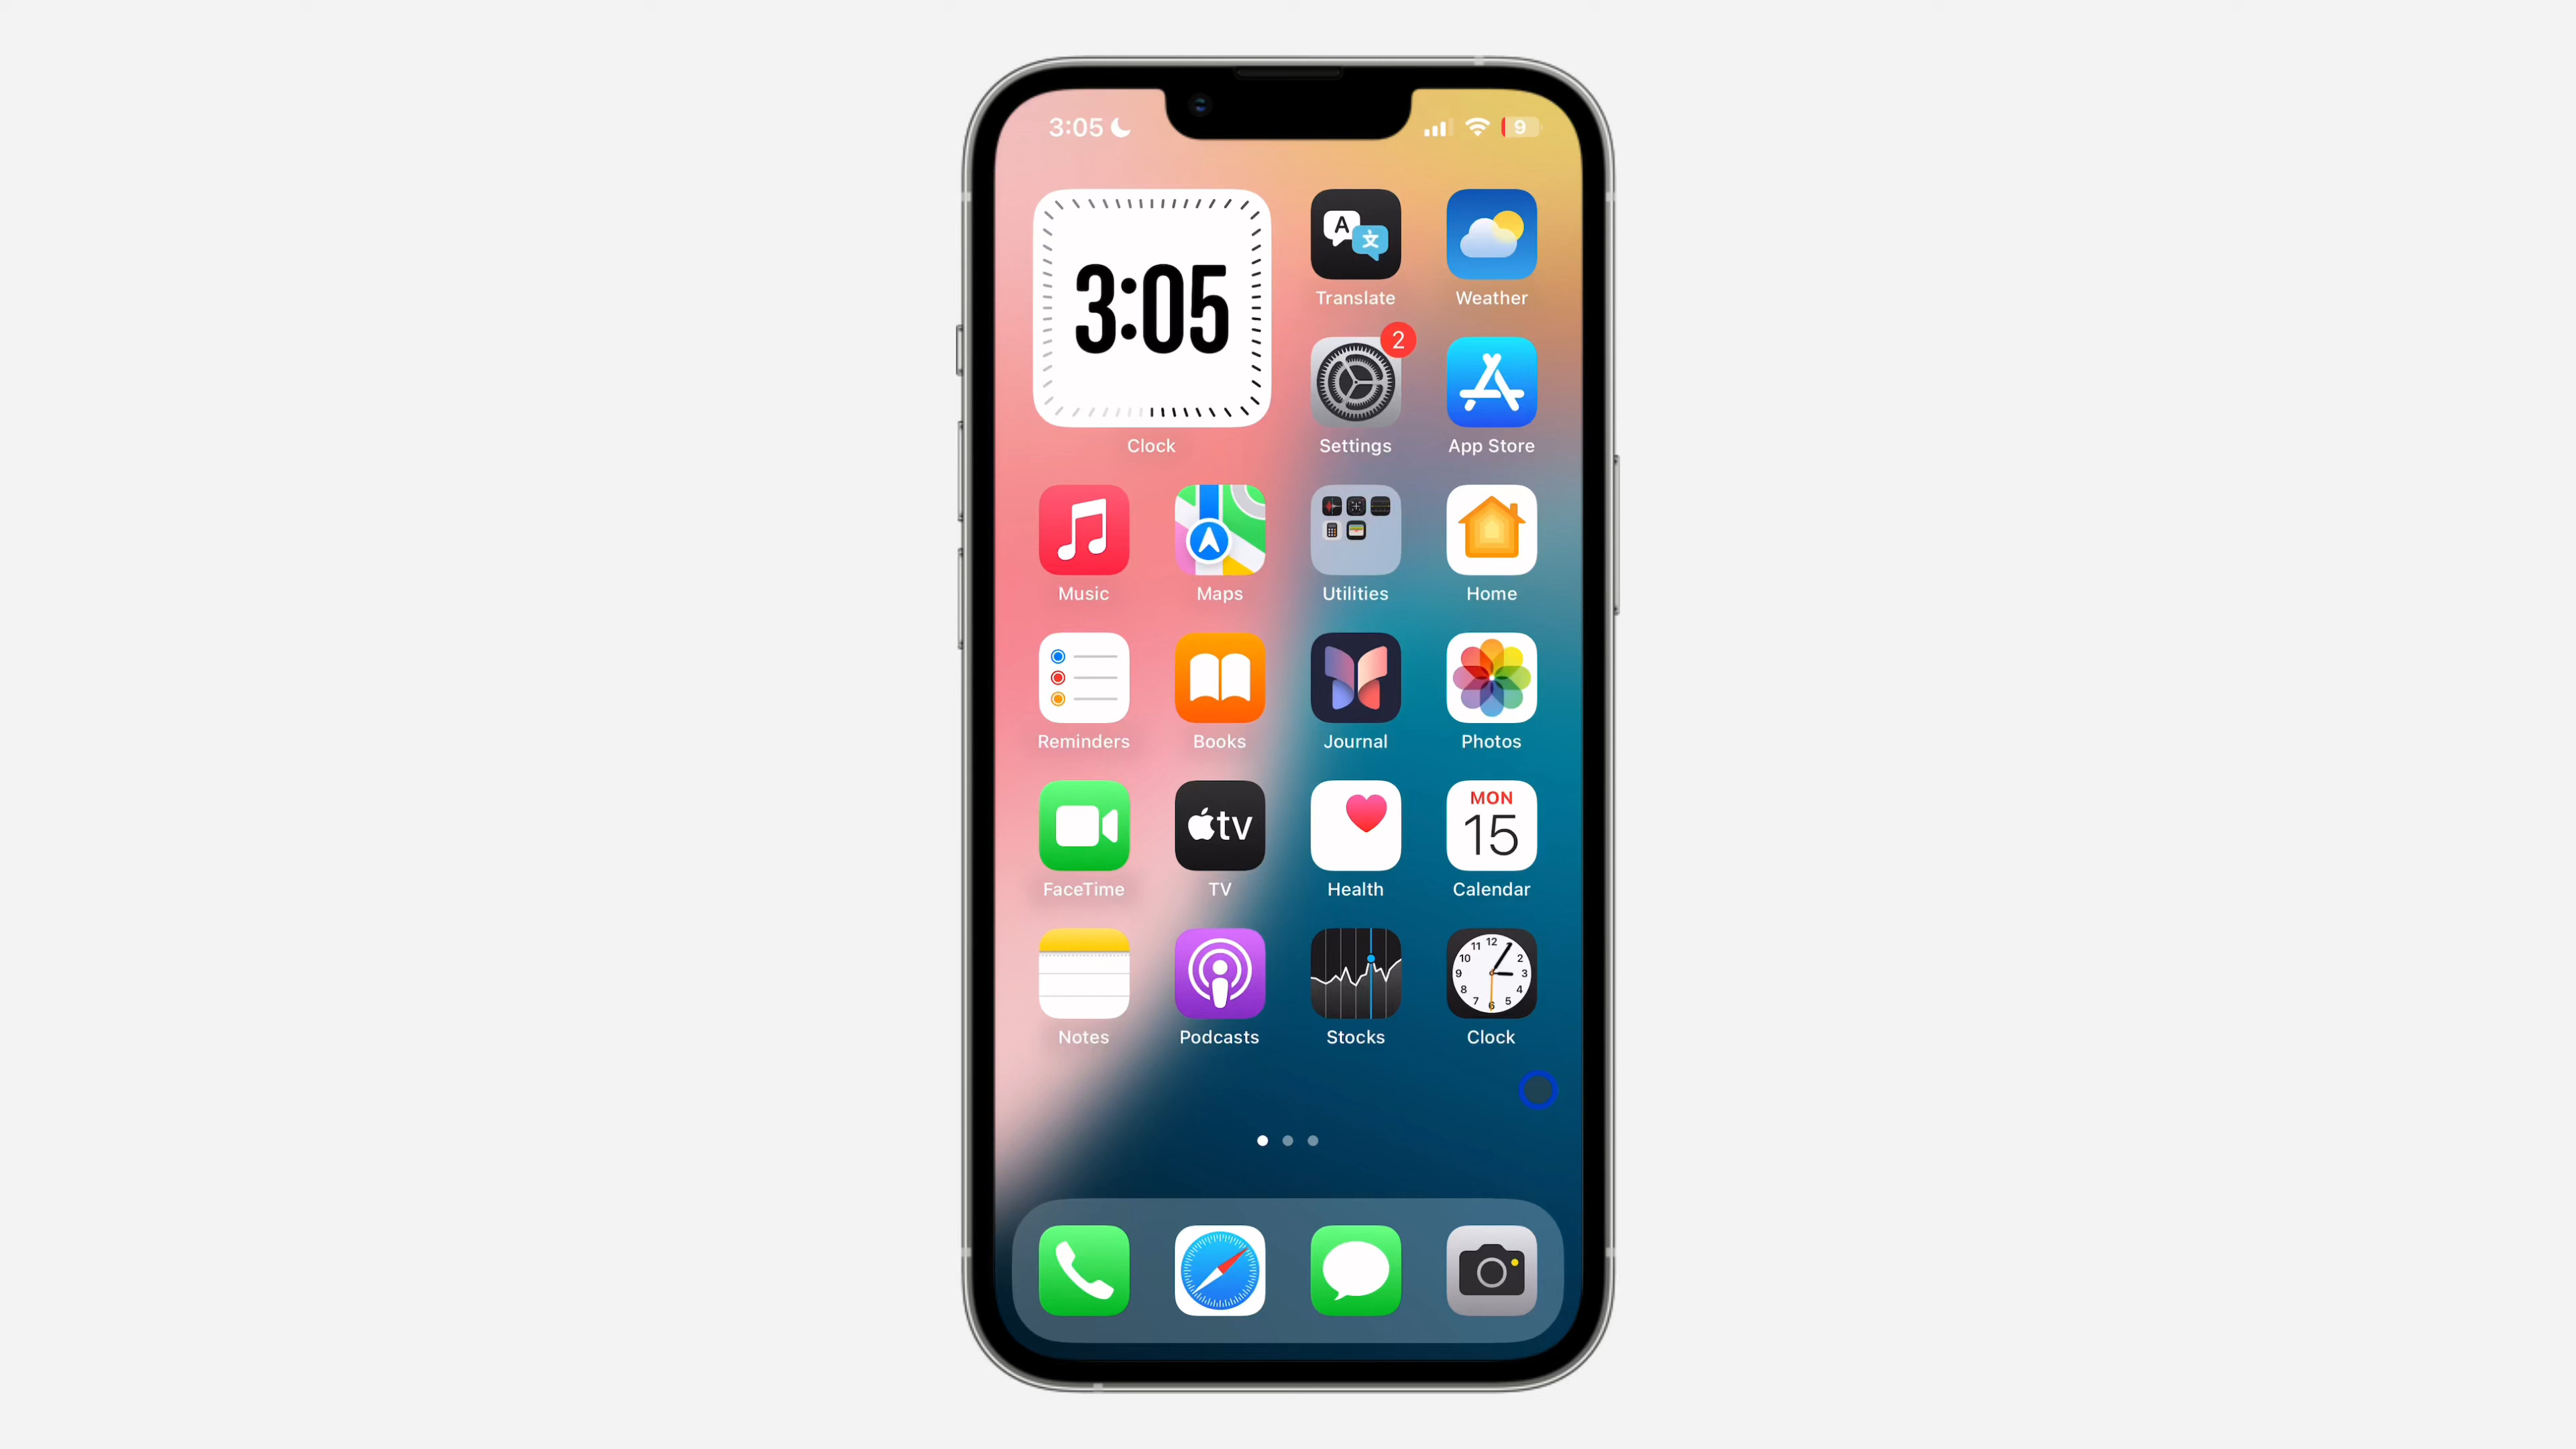 3:05 9
3:05
Clock
A 文
Translate
Weather
2
Settings
App Store
Music
Maps
Utilities
Home
Reminders
Books
Journal
Photos
FaceTime
tv
TV
Health
MON
15
Calendar
Notes
Podcasts
Stocks
11 12
10 2
9 3
8 4
7 6 5
Clock